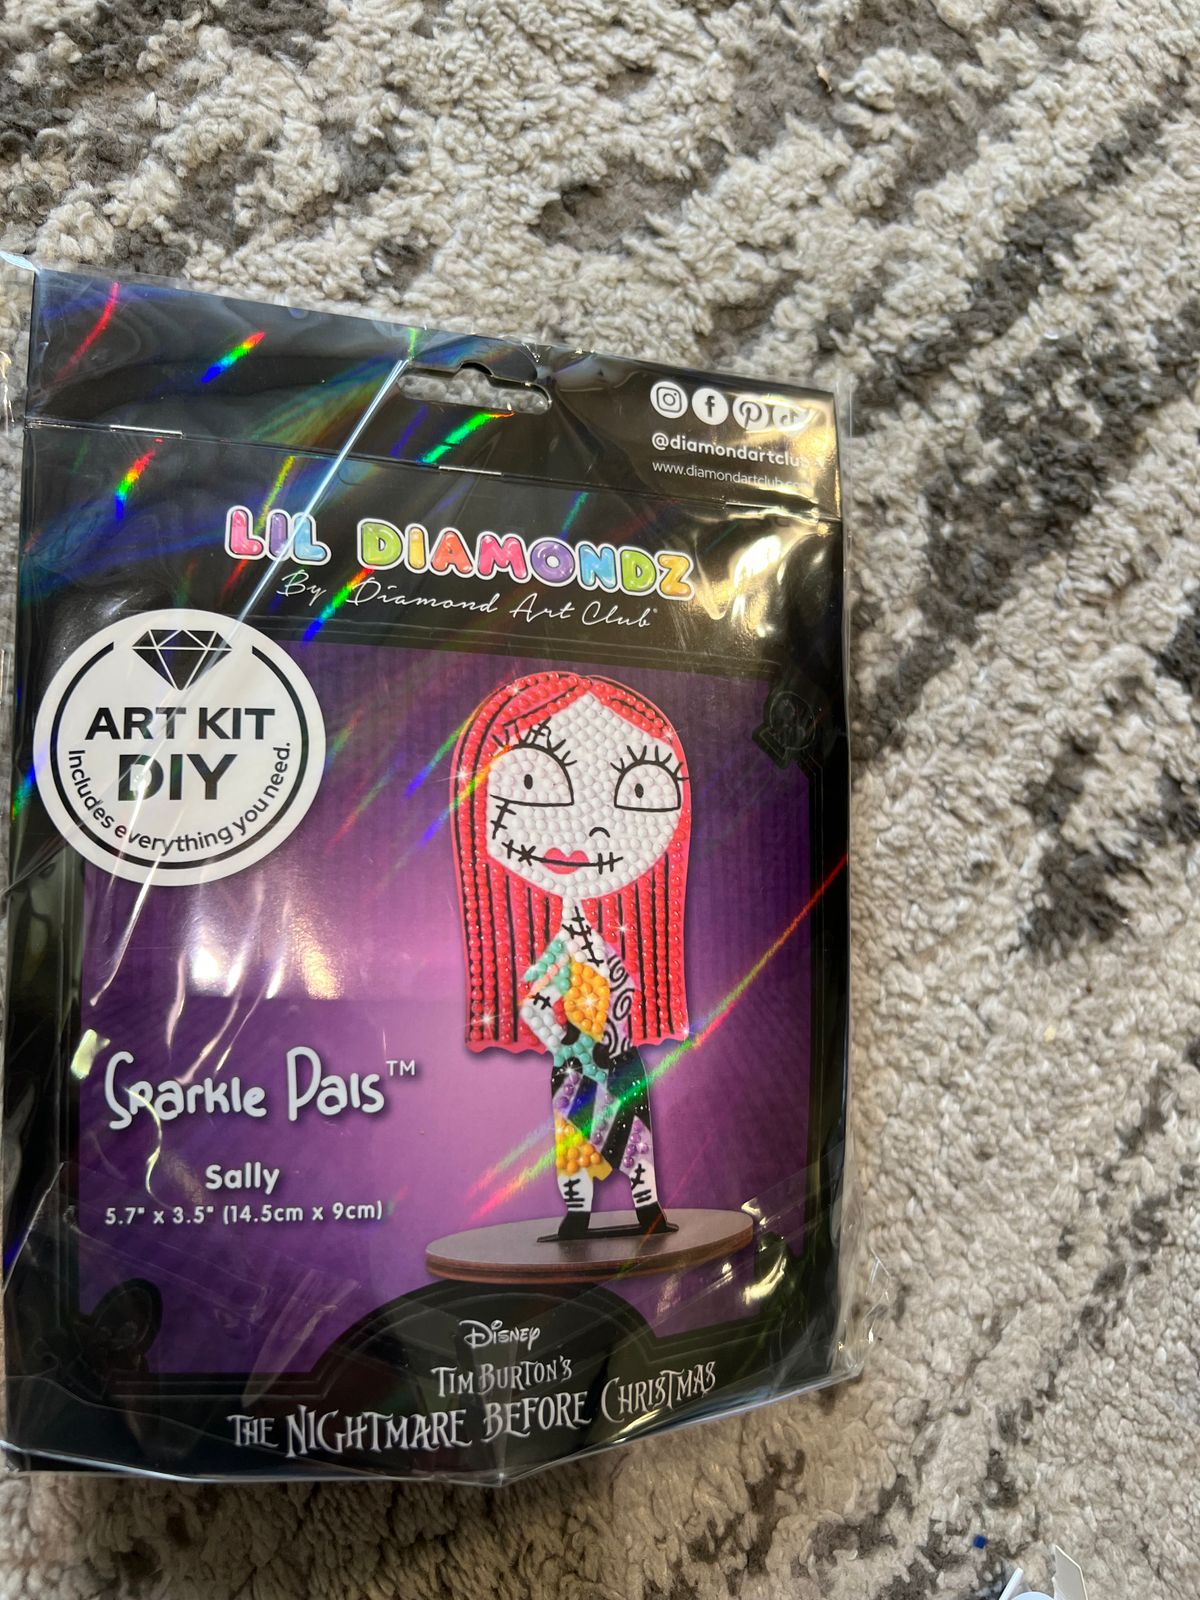 @diamondartclub
www.diamondartclub.com
LIL DIAMONDZ
By Diamond Art Club®
ART KIT
DIY
Includes everything you need.
Sparkle Pals™
Sally
5.7" x 3.5" (14.5cm x 9cm)
Disney
TIM BURTON'S
THE NIGHTMARE BEFORE CHRISTMAS